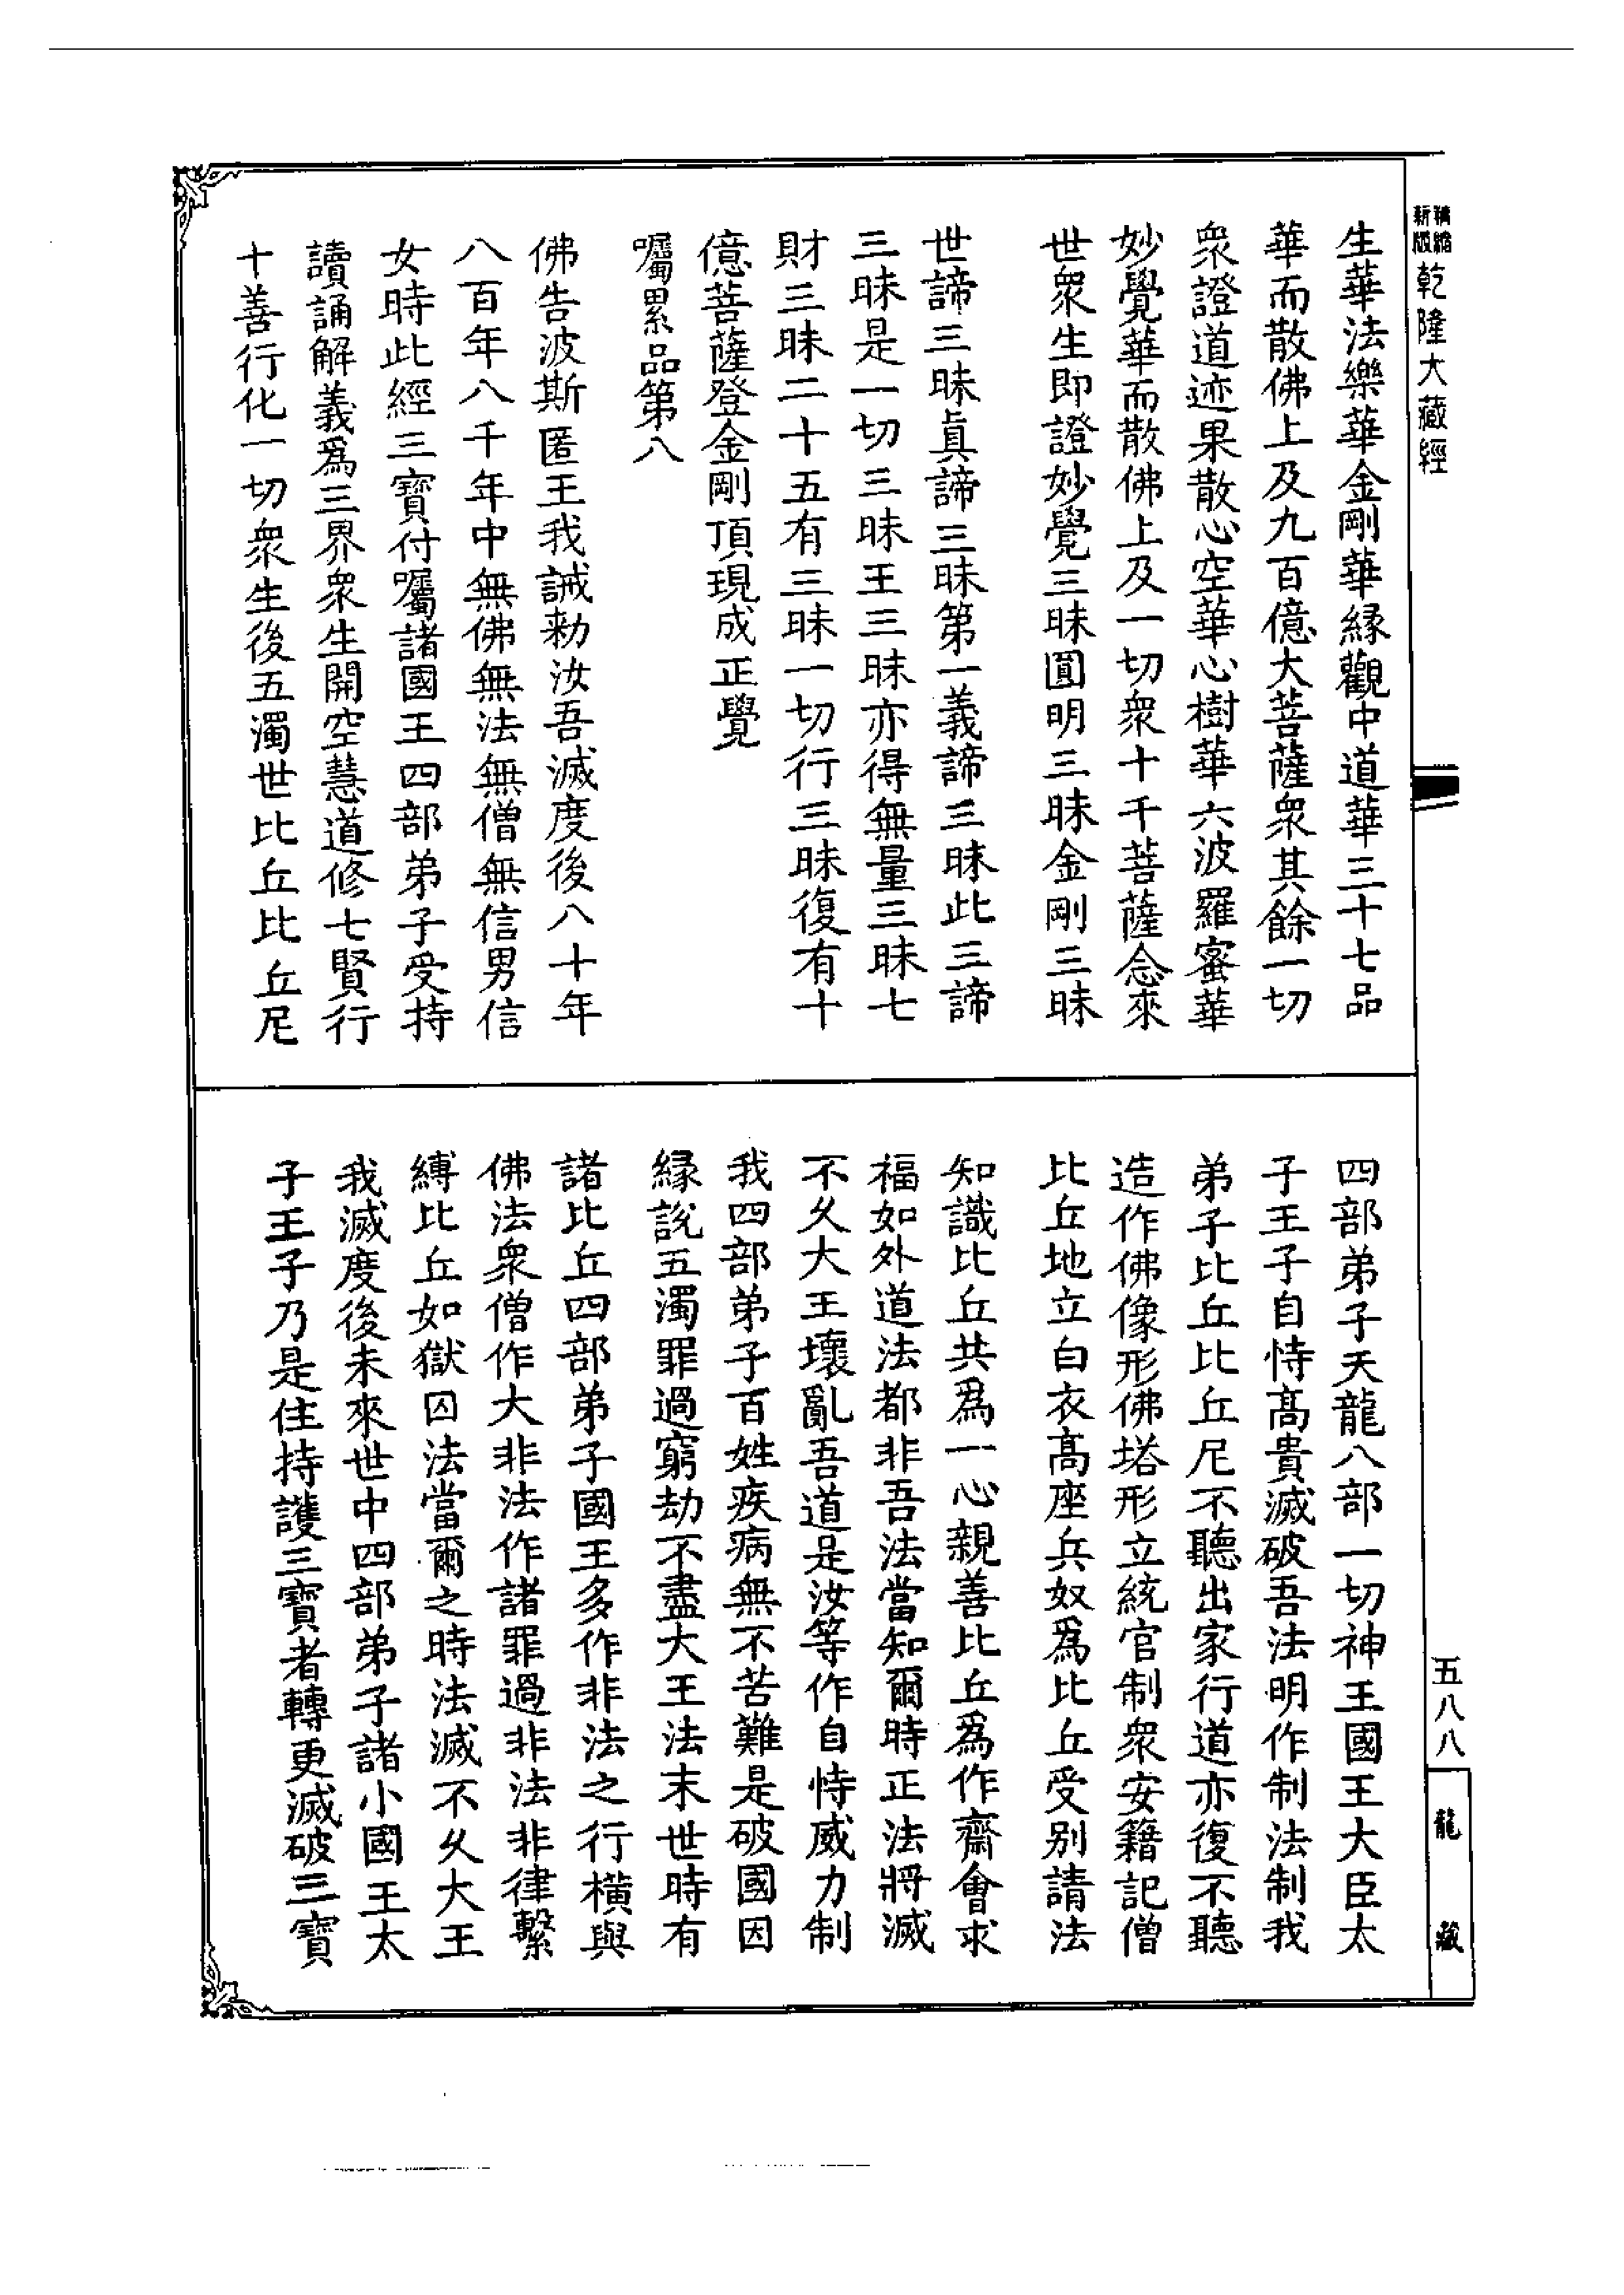 精縮新版乾隆大藏經
生華法樂華金剛華緣觀中道華三十七品
華而散佛上及九百億大菩薩衆其餘一切
衆證道迹果散心空華心樹華六波羅蜜華
妙覺華而散佛上及一切衆十千菩薩念來
世衆生即證妙覺三昧圓明三昧金剛三昧
世諦三昧眞諦三昧第一義諦三昧此三諦
三昧是一切三昧王三昧亦得無量三昧七
財三昧二十五有三昧一切行三昧復有十
億菩薩登金剛頂現成正覺
囑累品第八
佛告波斯匿王我誡勑汝吾滅度後八十年
八百年八千年中無佛無法無僧無信男信
女時此經三寶付囑諸國王四部弟子受持
讀誦解義爲三界衆生開空慧道修七賢行
十善行化一切衆生後五濁世比丘比丘尼
四部弟子天龍八部一切神王國王大臣太
子王子自恃高貴滅破吾法明作制法制我
弟子比丘比丘尼不聽出家行道亦復不聽
造作佛像形佛塔形立統官制衆安籍記僧
比丘地立白衣高座兵奴爲比丘受别請法
知識比丘共爲一心親善比丘爲作齋會求
福如外道法都非吾法當知爾時正法將滅
不久大王壞亂吾道是汝等作自恃威力制
我四部弟子百姓疾病無不苦難是破國因
緣說五濁罪過窮劫不盡大王法末世時有
諸比丘四部弟子國王多作非法之行橫與
佛法衆僧作大非法作諸罪過非法非律繫
縛比丘如獄囚法當爾之時法滅不久大王
我滅度後未來世中四部弟子諸小國王太
子王子乃是住持護三寶者轉更滅破三寶
五八八
龍藏